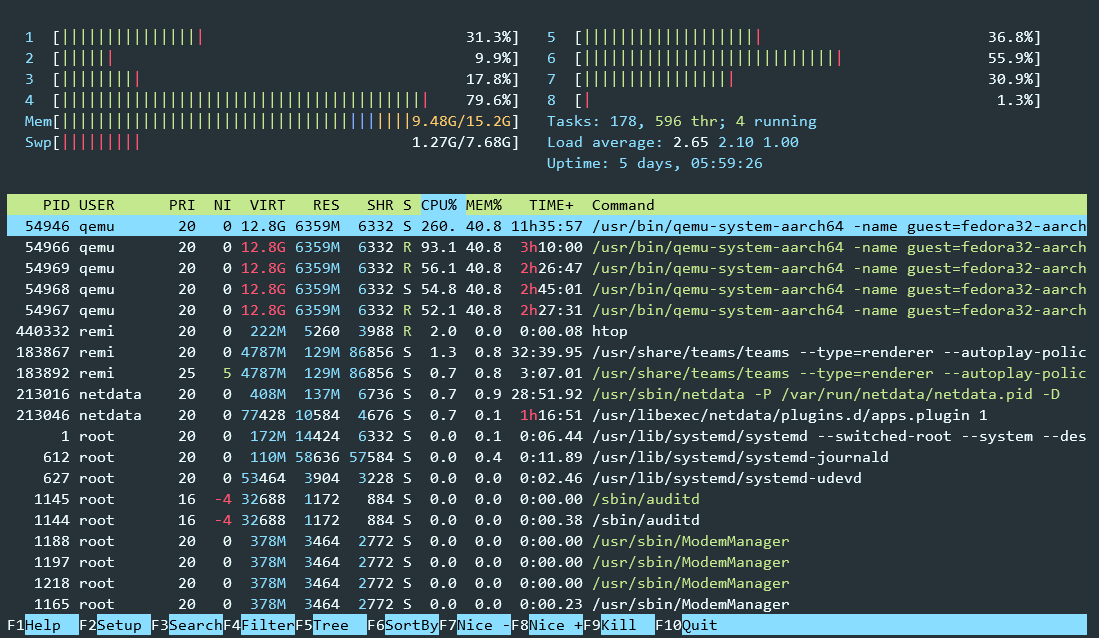 1 [||||||||||||||||31.3%] 5 [||||||||||||||||||||36.8%]
2 [||||||9.9%] 6 [|||||||||||||||||||||||||||||55.9%]
3 [|||||||||17.8%] 7 [|||||||||||||||||30.9%]
4 [|||||||||||||||||||||||||||||||||||||||||79.6%] 8 [|1.3%]
Mem[|||||||||||||||||||||||||||||||||||||||9.48G/15.2G] Tasks: 178, 596 thr; 4 running
Swp[|||||||||1.27G/7.68G] Load average: 2.65 2.10 1.00
Uptime: 5 days, 05:59:26
PID USER PRI NI VIRT RES SHR S CPU% MEM% TIME+ Command
54946 qemu 20 0 12.8G 6359M 6332 S 260. 40.8 11h35:57 /usr/bin/qemu-system-aarch64 -name guest=fedora32-aarch
54966 qemu 20 0 12.8G 6359M 6332 R 93.1 40.8 3h10:00 /usr/bin/qemu-system-aarch64 -name guest=fedora32-aarch
54969 qemu 20 0 12.8G 6359M 6332 R 56.1 40.8 2h26:47 /usr/bin/qemu-system-aarch64 -name guest=fedora32-aarch
54968 qemu 20 0 12.8G 6359M 6332 S 54.8 40.8 2h45:01 /usr/bin/qemu-system-aarch64 -name guest=fedora32-aarch
54967 qemu 20 0 12.8G 6359M 6332 R 52.1 40.8 2h27:31 /usr/bin/qemu-system-aarch64 -name guest=fedora32-aarch
440332 remi 20 0 222M 5260 3988 R 2.0 0.0 0:00.08 htop
183867 remi 20 0 4787M 129M 86856 S 1.3 0.8 32:39.95 /usr/share/teams/teams --type=renderer --autoplay-polic
183892 remi 25 5 4787M 129M 86856 S 0.7 0.8 3:07.01 /usr/share/teams/teams --type=renderer --autoplay-polic
213016 netdata 20 0 408M 137M 6736 S 0.7 0.9 28:51.92 /usr/sbin/netdata -P /var/run/netdata/netdata.pid -D
213046 netdata 20 0 77428 10584 4676 S 0.7 0.1 1h16:51 /usr/libexec/netdata/plugins.d/apps.plugin 1
1 root 20 0 172M 14424 6332 S 0.0 0.1 0:06.44 /usr/lib/systemd/systemd --switched-root --system --des
612 root 20 0 110M 58636 57584 S 0.0 0.4 0:11.89 /usr/lib/systemd/systemd-journald
627 root 20 0 53464 3904 3228 S 0.0 0.0 0:02.46 /usr/lib/systemd/systemd-udevd
1145 root 16 -4 32688 1172 884 S 0.0 0.0 0:00.00 /sbin/auditd
1144 root 16 -4 32688 1172 884 S 0.0 0.0 0:00.38 /sbin/auditd
1188 root 20 0 378M 3464 2772 S 0.0 0.0 0:00.00 /usr/sbin/ModemManager
1197 root 20 0 378M 3464 2772 S 0.0 0.0 0:00.00 /usr/sbin/ModemManager
1218 root 20 0 378M 3464 2772 S 0.0 0.0 0:00.00 /usr/sbin/ModemManager
1165 root 20 0 378M 3464 2772 S 0.0 0.0 0:00.23 /usr/sbin/ModemManager
F1Help F2Setup F3SearchF4FilterF5Tree F6SortByF7Nice -F8Nice +F9Kill F10Quit